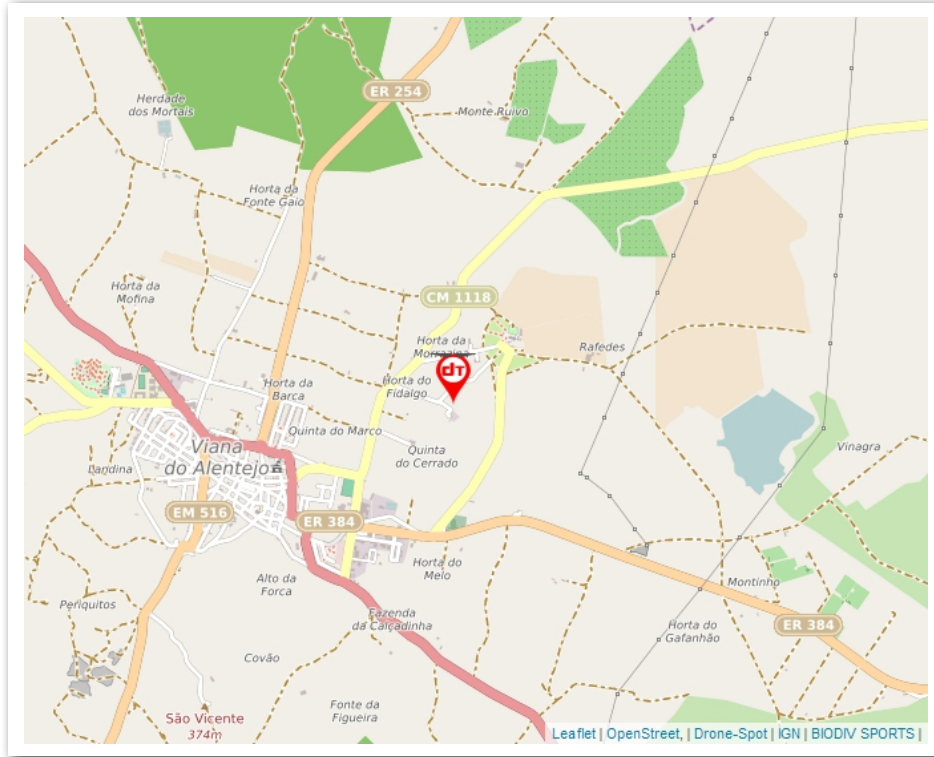 ER 254
Herdade
dos Mortais
Monte Ruivo
Horta da
Fonte Gaio
Horta da
Mofina
CM 1118
Horta da
Morrazina
Rafedes
dT
Horta do
Fidalgo
Horta da
Barca
Quinta do Marco
Viana
do Alentejo
Quinta
do Cerrado
Vinagra
Landina
EM 516
ER 384
Horta do
Melo
Alto da
Forca
Montinho
Periquitos
Fazenda
da Calçadinha
Horta do
Gafanhão
ER 384
Covão
Fonte da
Figueira
São Vicente
374m
Leaflet | OpenStreet, | Drone-Spot | IGN | BIODIV SPORTS |